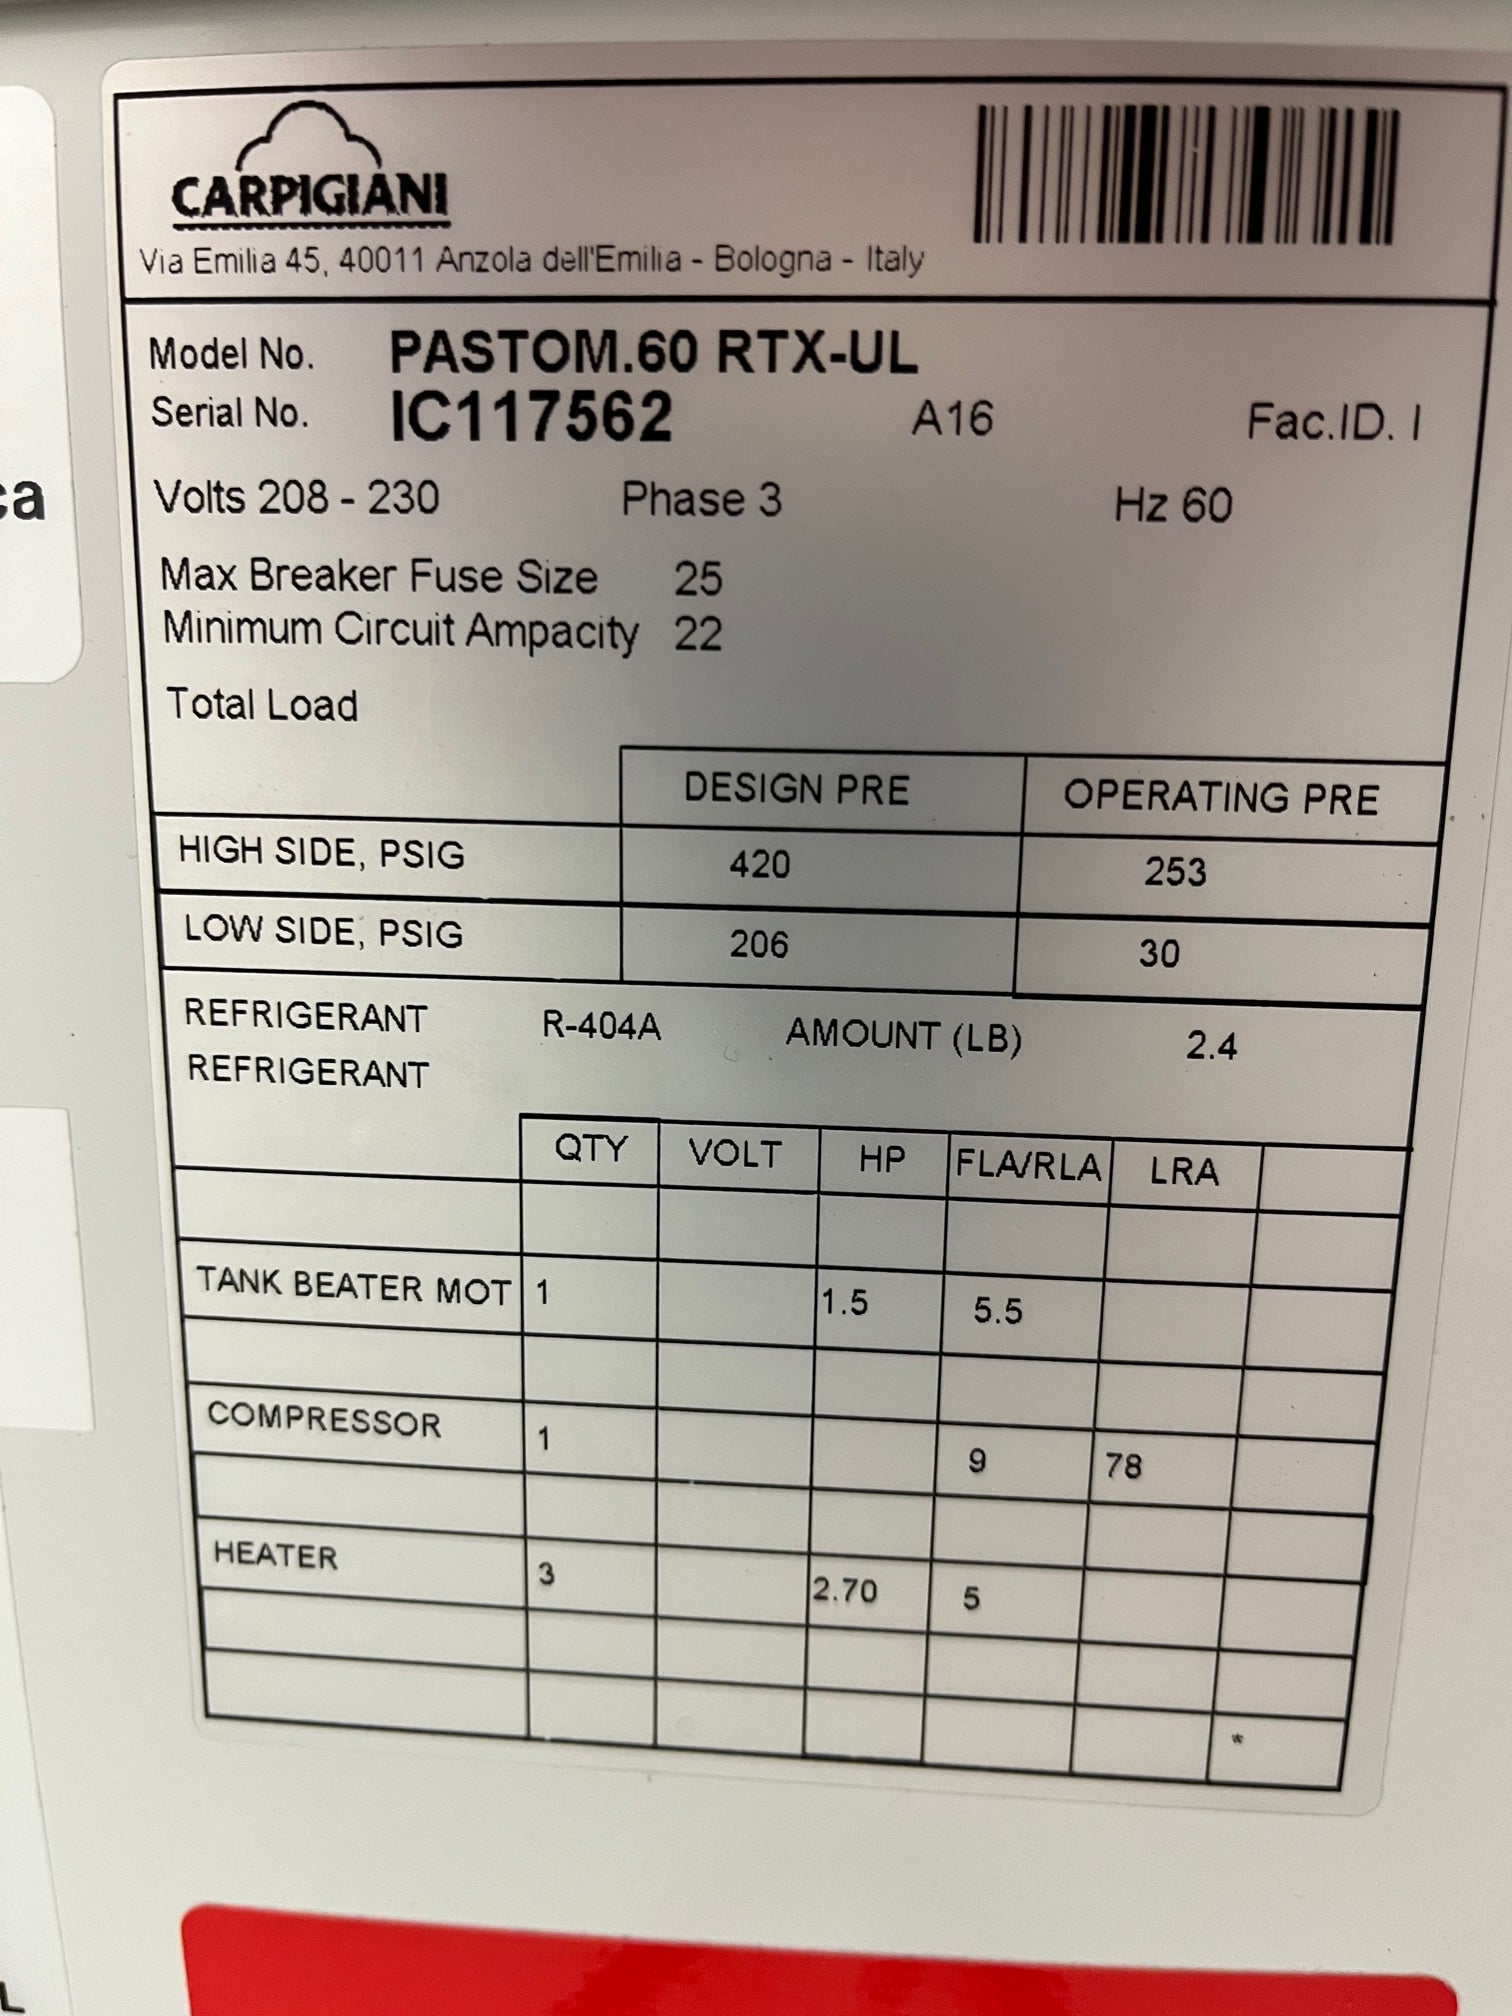 CARPIGIANI
Via Emilia 45, 40011 Anzola dell'Emilia - Bologna - Italy
Model No. PASTOM.60 RTX-UL
Serial No. IC117562 A16 Fac.ID. I
ca
Volts 208 - 230 Phase 3 Hz 60
Max Breaker Fuse Size 25
Minimum Circuit Ampacity 22
Total Load
DESIGN PRE OPERATING PRE
HIGH SIDE, PSIG 420 253
LOW SIDE, PSIG 206 30
REFRIGERANT R-404A AMOUNT (LB) 2.4
REFRIGERANT
QTY VOLT HP FLA/RLA LRA
TANK BEATER MOT 1 1.5 5.5
COMPRESSOR 1 9 78
HEATER 3 2.70 5
*
L